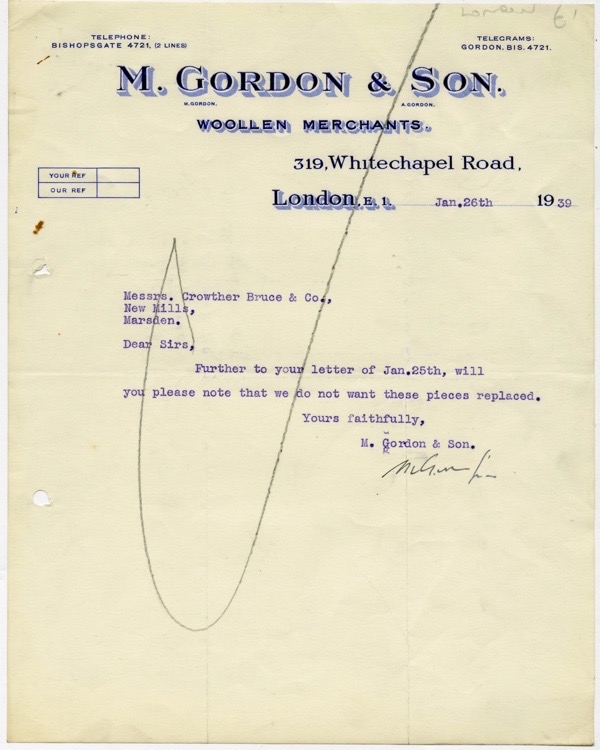 London E1
TELEPHONE:
BISHOPSGATE 4721, (2 LINES)
TELEGRAMS:
GORDON. BIS. 4721.
M. GORDON & SON.
M. GORDON. A. GORDON.
WOOLLEN MERCHANTS.
319, Whitechapel Road,
YOUR REF
OUR REF
London, E. 1. Jan.26th 1939
Messrs. Crowther Bruce & Co.,
New Mills,
Marsden.
Dear Sirs,
Further to your letter of Jan.25th, will
you please note that we do not want these pieces replaced.
Yours faithfully,
M. Gordon & Son.